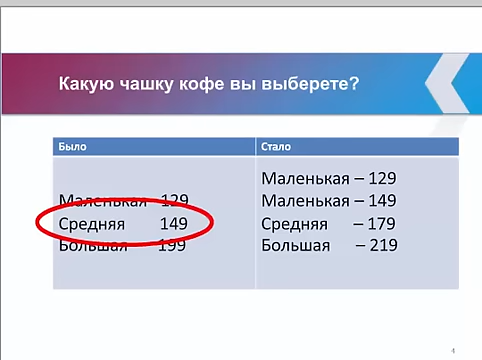 Какую чашку кофе вы выберете?
Было
Стало
Маленькая 129
Средняя 149
Большая 199
Маленькая – 129
Маленькая – 149
Средняя – 179
Большая – 219
4